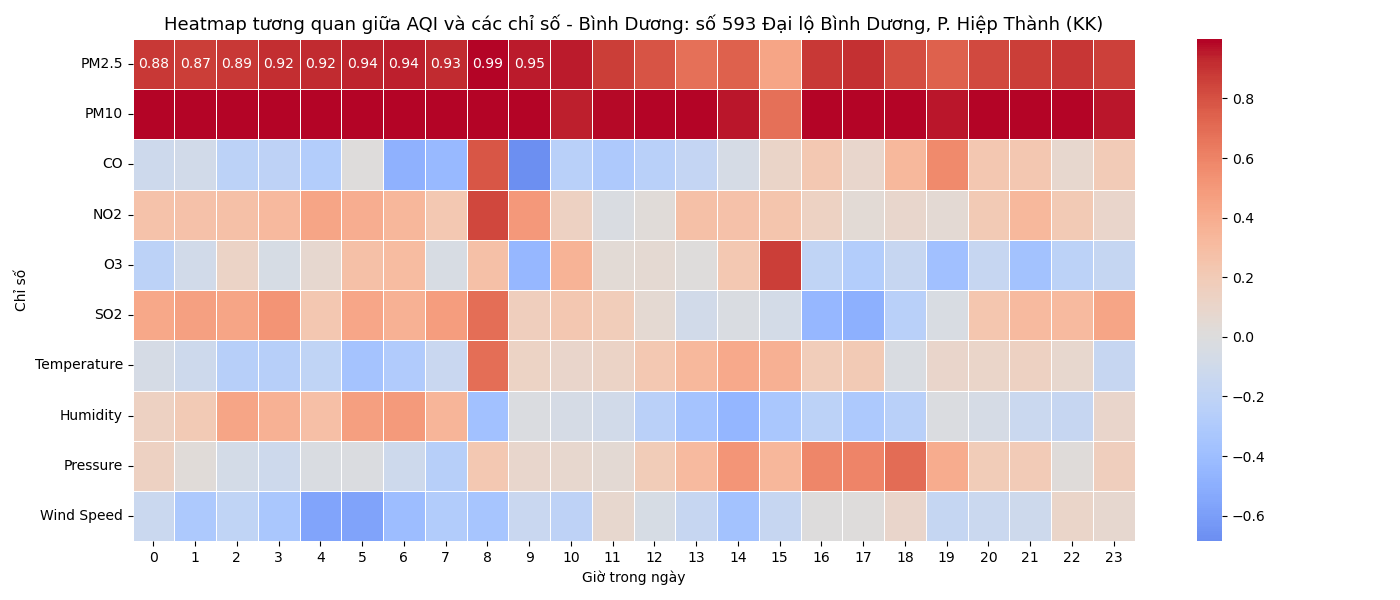 Heatmap tương quan giữa AQI và các chỉ số - Bình Dương: số 593 Đại lộ Bình Dương, P. Hiệp Thành (KK)
Chỉ số
PM2.5 0.88 0.87 0.89 0.92 0.92 0.94 0.94 0.93 0.99 0.95
PM10
CO
NO2
O3
SO2
Temperature
Humidity
Pressure
Wind Speed
0 1 2 3 4 5 6 7 8 9 10 11 12 13 14 15 16 17 18 19 20 21 22 23
Giờ trong ngày
0.8
0.6
0.4
0.2
0.0
−0.2
−0.4
−0.6